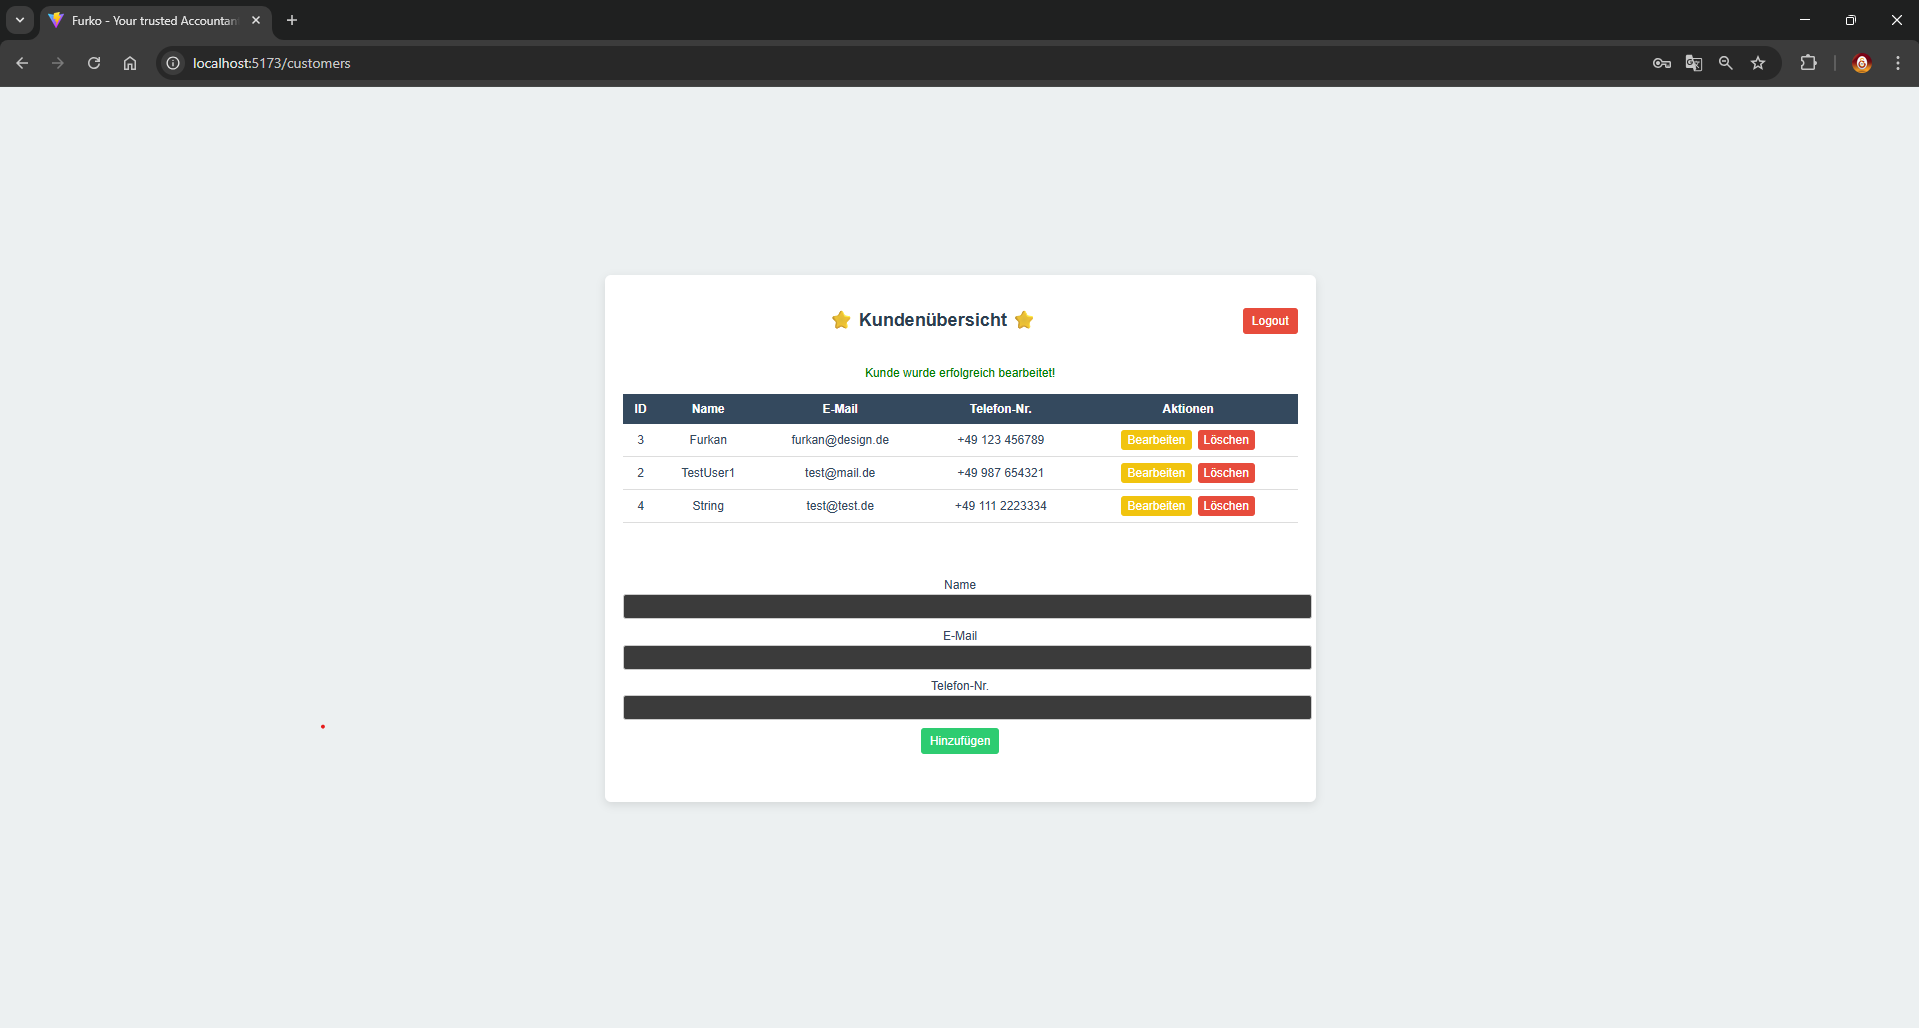 Furko - Your trusted Accountan
localhost:5173/customers
Kundenübersicht
Logout
Kunde wurde erfolgreich bearbeitet!
ID Name E-Mail Telefon-Nr. Aktionen
3 Furkan furkan@design.de +49 123 456789 Bearbeiten Löschen
2 TestUser1 test@mail.de +49 987 654321 Bearbeiten Löschen
4 String test@test.de +49 111 2223334 Bearbeiten Löschen
Name
E-Mail
Telefon-Nr.
Hinzufügen